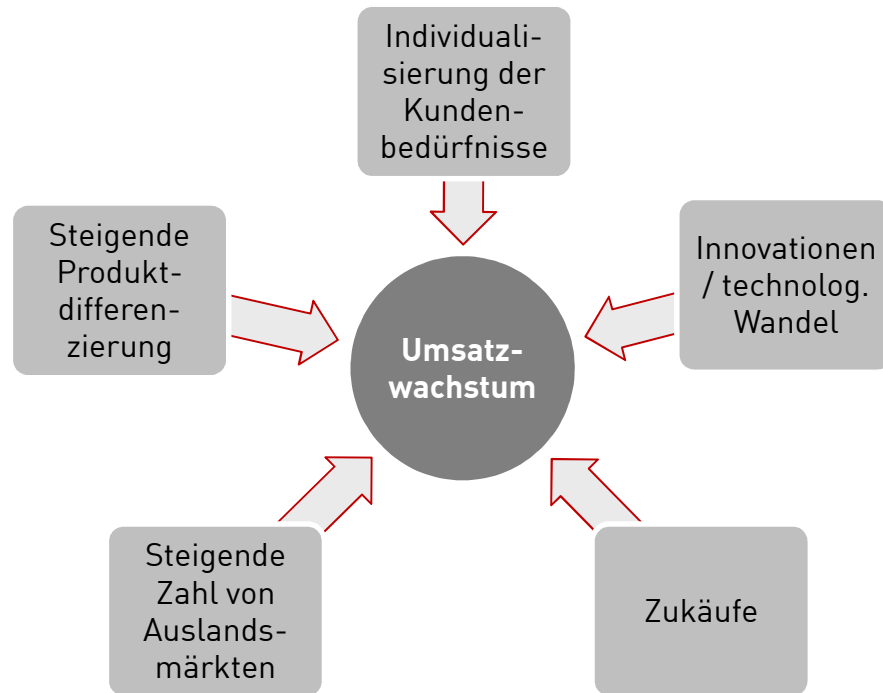 Individuali-
sierung der
Kunden-
bedürfnisse
Steigende
Produkt-
differen-
zierung
Innovationen
/ technolog.
Wandel
Umsatz-
wachstum
Steigende
Zahl von
Auslands-
märkten
Zukäufe